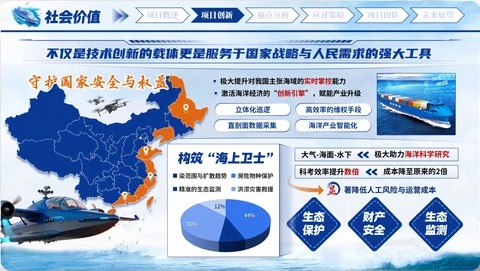 社会价值
项目概述
项目创新
痛点分析
应对策略
项目团队
未来展望
不仅是技术创新的载体更是服务于国家战略与人民需求的强大工具
守护国家安全与权益
• 极大提升对我国主张海域的实时掌控能力
• 激活海洋经济的“创新引擎”,赋能产业升级
立体化巡逻
高效率的维权手段
直剖面数据采集
海洋产业智能化
构筑“海上卫士”
染范围与扩散趋势
濒危物种保护
精准的生态监测
洪涝灾害救援
12%
44%
36%
大气-海面-水下
极大助力海洋科学研究
科考效率提升数倍
成本降至原来的2倍
著降低人工风险与运营成本
生态保护
财产安全
生态监测